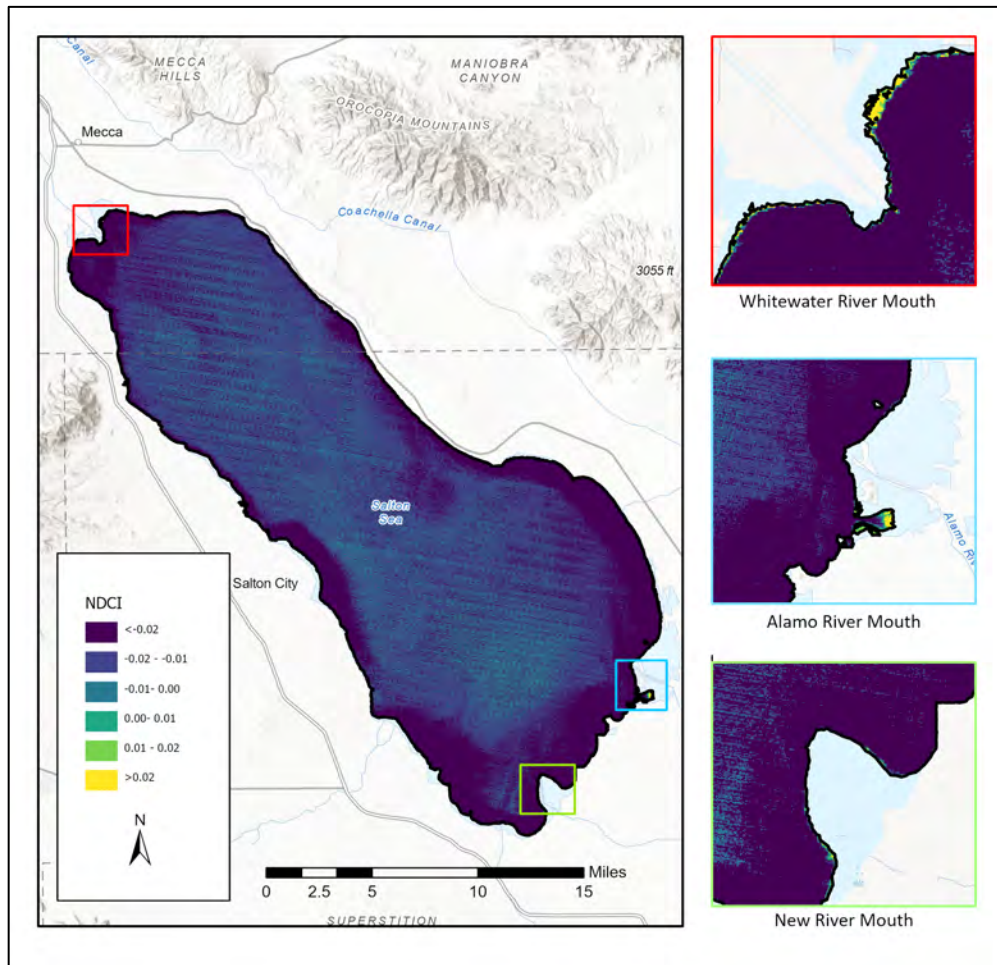 Canal
MECCA
HILLS
MANIOBRA
CANYON
OROCOPIA MOUNTAINS
Mecca
Coachella Canal
3055 ft
Salton
Sea
Salton City
NDCI
<-0.02
-0.02 - -0.01
-0.01- 0.00
0.00- 0.01
0.01 - 0.02
>0.02
N
Miles
0 2.5 5 10 15
SUPERSTITION
Whitewater River Mouth
Alamo Riv
Alamo River Mouth
New River Mouth